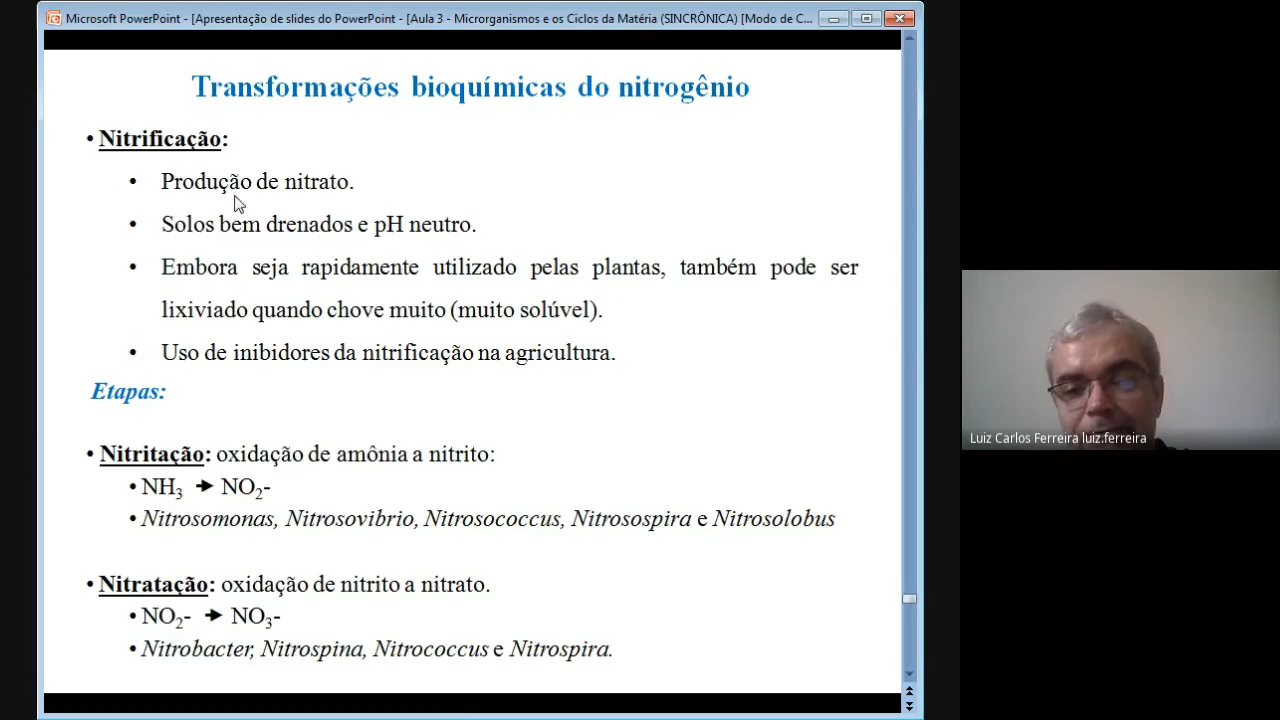 Microsoft PowerPoint - [Apresentação de slides do PowerPoint - [Aula 3 - Microrganismos e os Ciclos da Matéria (SINCRÔNICA) [Modo de C...
Transformações bioquímicas do nitrogênio
• Nitrificação:
• Produção de nitrato.
• Solos bem drenados e pH neutro.
• Embora seja rapidamente utilizado pelas plantas, também pode ser
lixiviado quando chove muito (muito solúvel).
• Uso de inibidores da nitrificação na agricultura.
Etapas:
• Nitritação: oxidação de amônia a nitrito:
• NH₃ → NO₂-
• Nitrosomonas, Nitrosovibrio, Nitrosococcus, Nitrosospira e Nitrosolobus
• Nitratação: oxidação de nitrito a nitrato.
• NO₂- → NO₃-
• Nitrobacter, Nitrospina, Nitrococcus e Nitrospira.
Luiz Carlos Ferreira luiz.ferreira